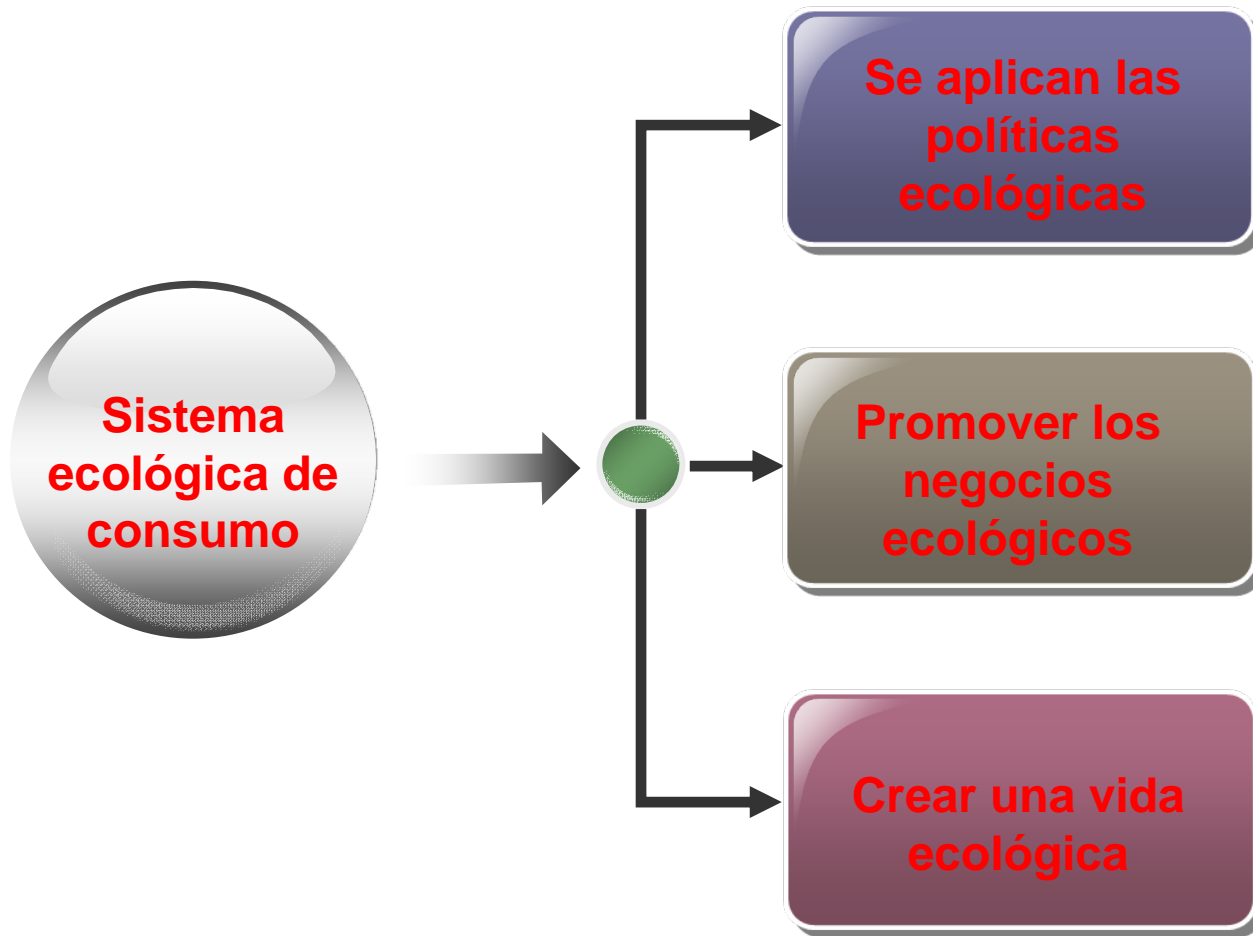 Sistema
ecológica de
consumo
Se aplican las
políticas
ecológicas
Promover los
negocios
ecológicos
Crear una vida
ecológica